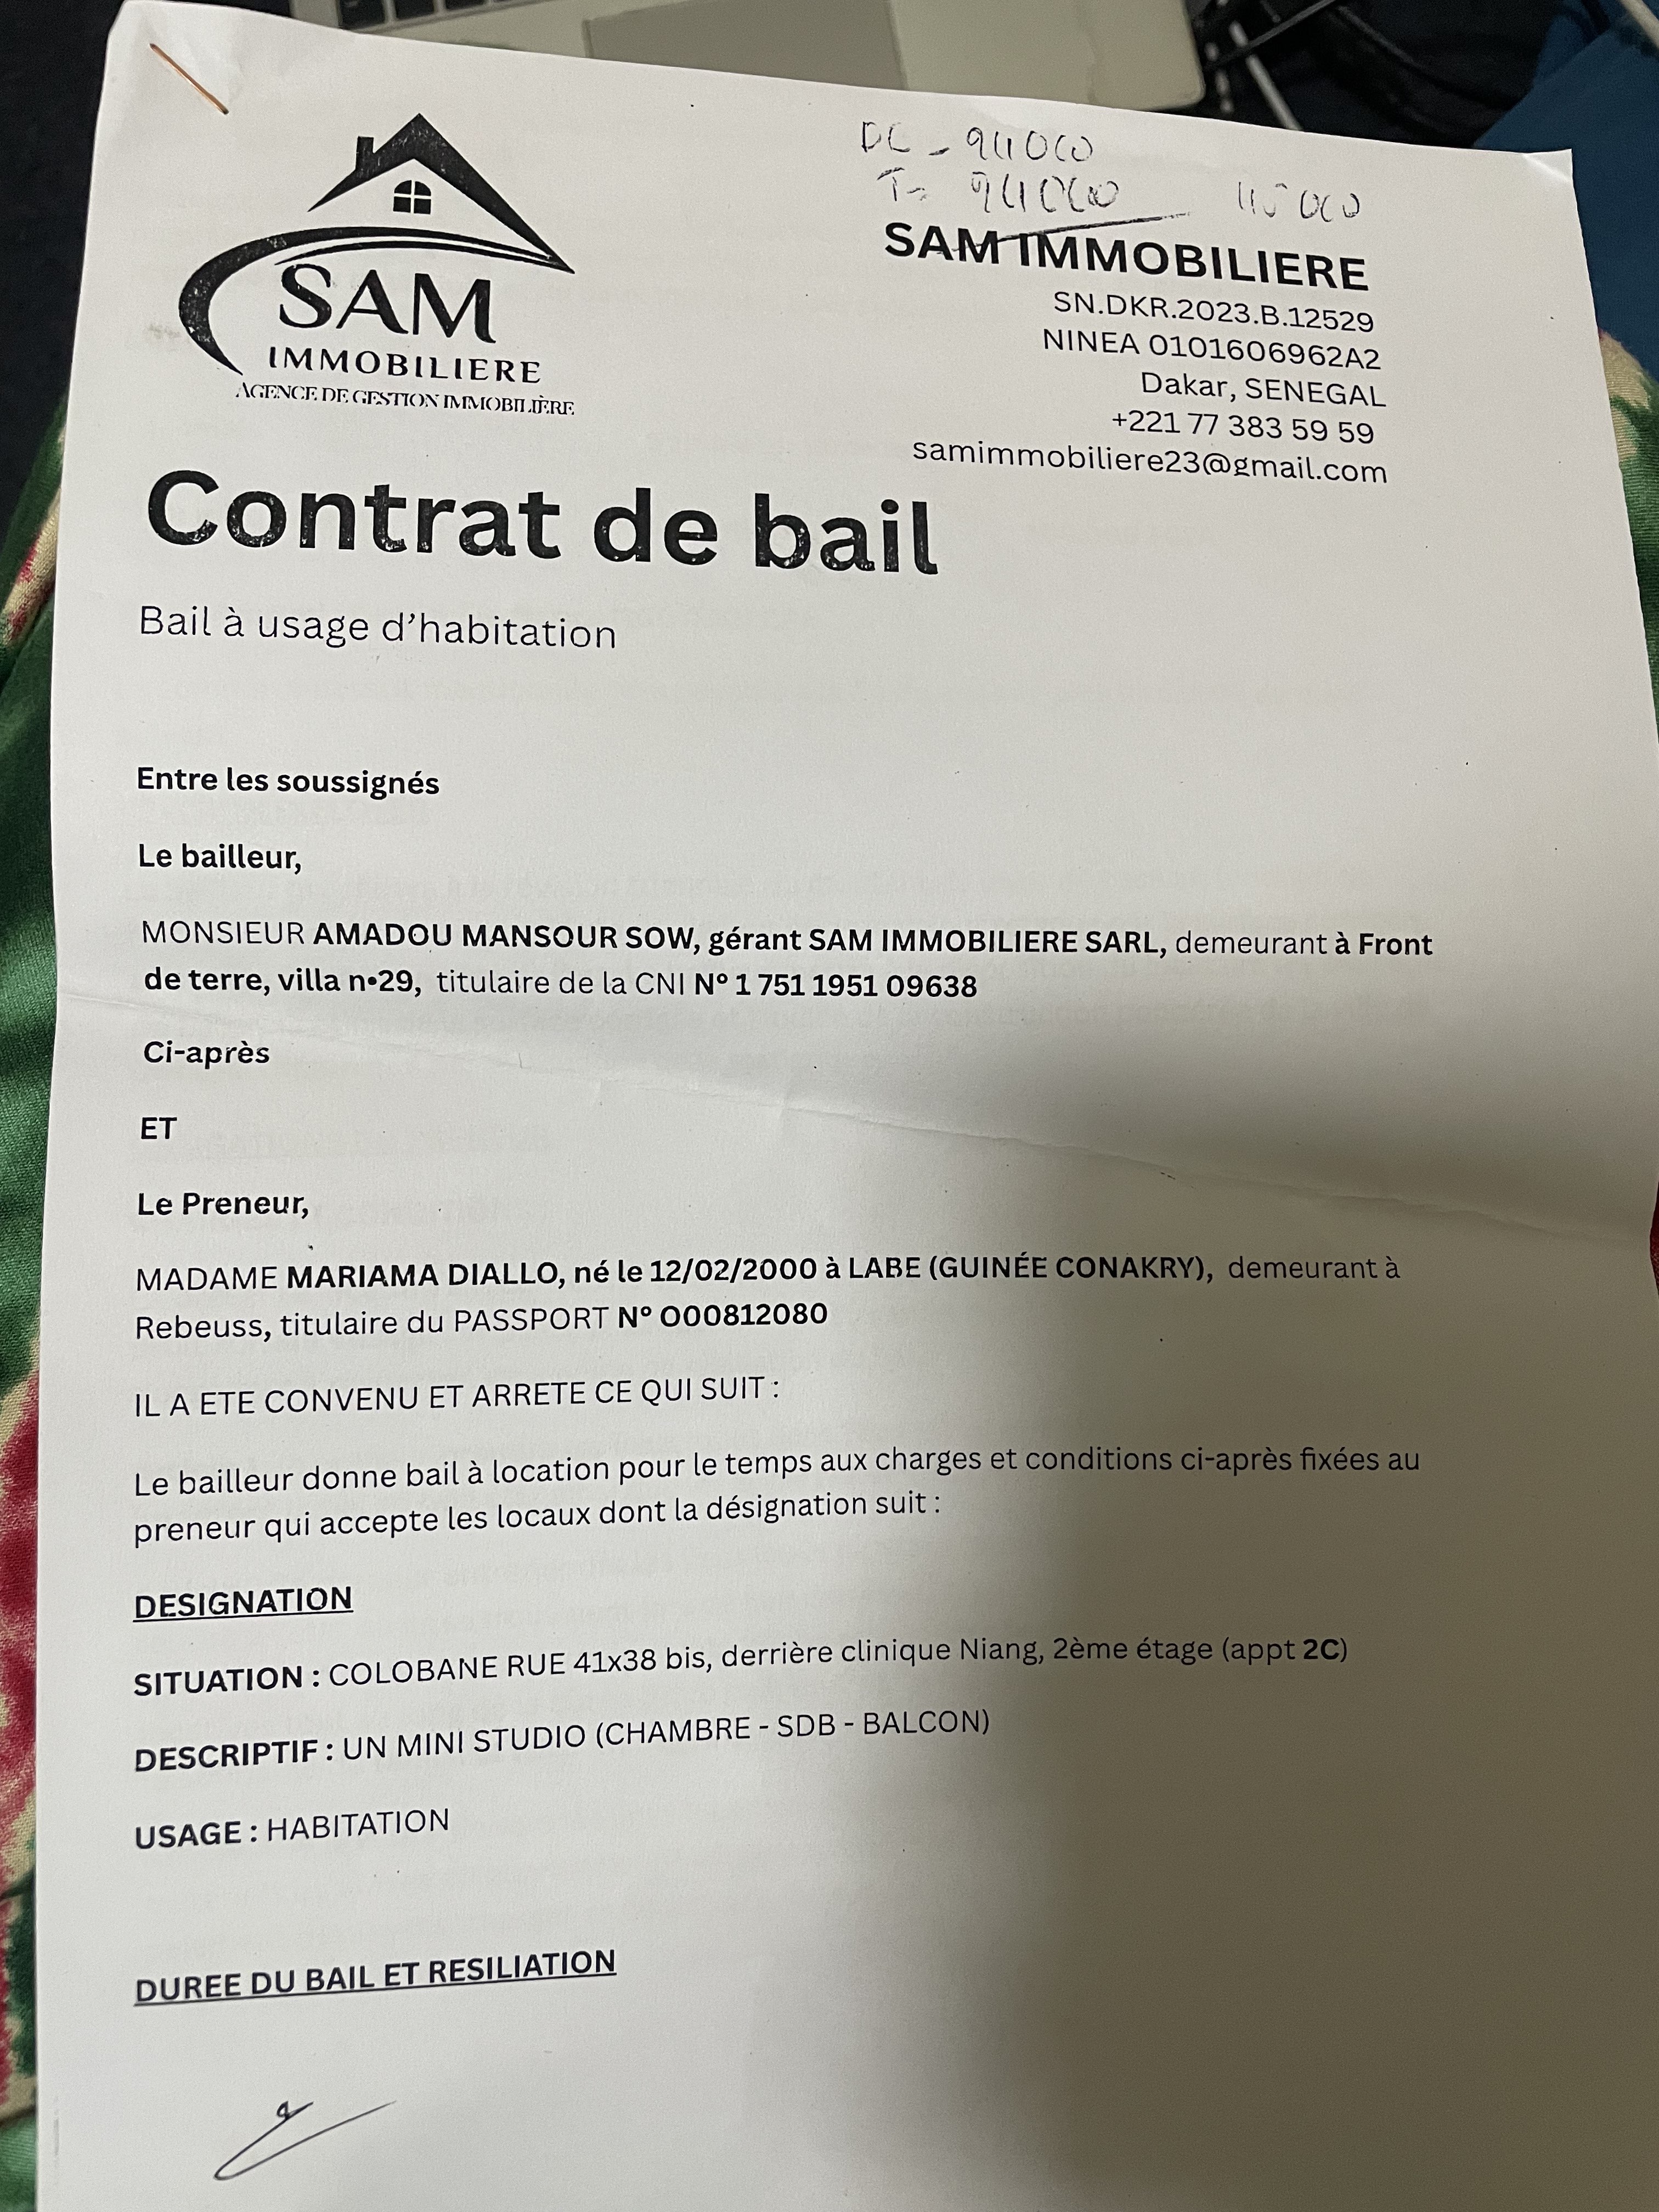 SAM
IMMOBILIERE
AGENCE DE GESTION IMMOBILIÈRE
SAM IMMOBILIERE
SN.DKR.2023.B.12529
NINEA 0101606962A2
Dakar, SENEGAL
+221 77 383 59 59
samimmobiliere23@gmail.com
Contrat de bail
Bail à usage d'habitation
Entre les soussignés
Le bailleur,
MONSIEUR AMADOU MANSOUR SOW, gérant SAM IMMOBILIERE SARL, demeurant à Front
de terre, villa n•29, titulaire de la CNI N° 1 751 1951 09638
Ci-après
ET
Le Preneur,
MADAME MARIAMA DIALLO, né le 12/02/2000 à LABE (GUINÉE CONAKRY), demeurant à
Rebeuss, titulaire du PASSPORT N° O00812080
IL A ETE CONVENU ET ARRETE CE QUI SUIT :
Le bailleur donne bail à location pour le temps aux charges et conditions ci-après fixées au
preneur qui accepte les locaux dont la désignation suit :
DESIGNATION
SITUATION : COLOBANE RUE 41x38 bis, derrière clinique Niang, 2ème étage (appt 2C)
DESCRIPTIF : UN MINI STUDIO (CHAMBRE - SDB - BALCON)
USAGE : HABITATION
DUREE DU BAIL ET RESILIATION